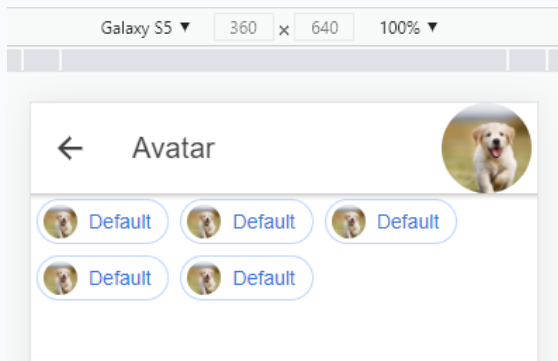 Galaxy S5 ▼ 360 × 640 100% ▼
Avatar
Default Default Default
Default Default